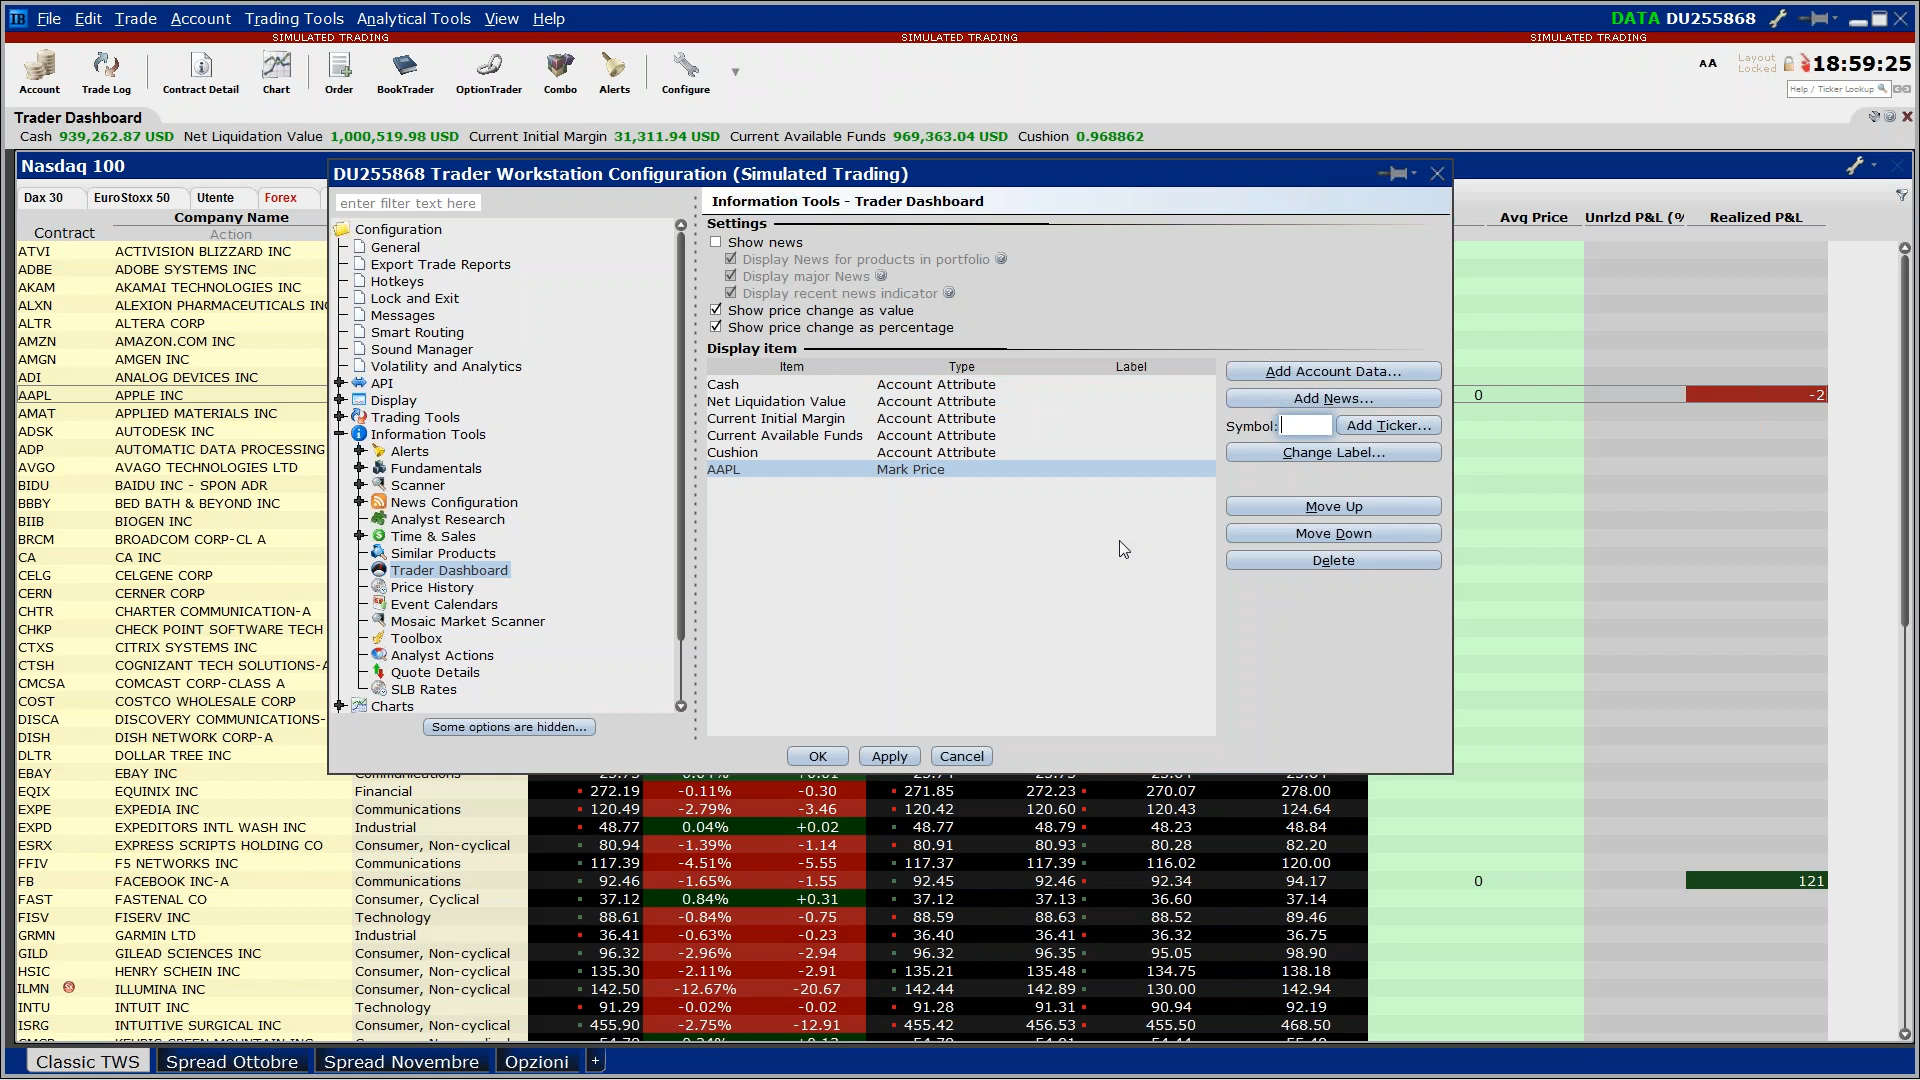 File Edit Trade Account Trading Tools Analytical Tools View Help DATA DU255868
SIMULATED TRADING SIMULATED TRADING SIMULATED TRADING
Account Trade Log Contract Detail Chart Order BookTrader OptionTrader Combo Alerts Configure
AA Layout Locked 18:59:25
Help / Ticker Lookup
Trader Dashboard
Cash 939,262.87 USD Net Liquidation Value 1,000,519.98 USD Current Initial Margin 31,311.94 USD Current Available Funds 969,363.04 USD Cushion 0.968862
Nasdaq 100
Dax 30 EuroStoxx 50 Utente Forex
Company Name
Contract Action
Avg Price Unrlzd P&L (% Realized P&L
ATVI ACTIVISION BLIZZARD INC
ADBE ADOBE SYSTEMS INC
AKAM AKAMAI TECHNOLOGIES INC
ALXN ALEXION PHARMACEUTICALS INC
ALTR ALTERA CORP
AMZN AMAZON.COM INC
AMGN AMGEN INC
ADI ANALOG DEVICES INC
AAPL APPLE INC 0 -2
AMAT APPLIED MATERIALS INC
ADSK AUTODESK INC
ADP AUTOMATIC DATA PROCESSING
AVGO AVAGO TECHNOLOGIES LTD
BIDU BAIDU INC - SPON ADR
BBBY BED BATH & BEYOND INC
BIIB BIOGEN INC
BRCM BROADCOM CORP-CL A
CA CA INC
CELG CELGENE CORP
CERN CERNER CORP
CHTR CHARTER COMMUNICATION-A
CHKP CHECK POINT SOFTWARE TECH
CTXS CITRIX SYSTEMS INC
CTSH COGNIZANT TECH SOLUTIONS-A
CMCSA COMCAST CORP-CLASS A
COST COSTCO WHOLESALE CORP
DISCA DISCOVERY COMMUNICATIONS-
DISH DISH NETWORK CORP-A
DLTR DOLLAR TREE INC
EBAY EBAY INC
EQIX EQUINIX INC Financial 272.19 -0.11% -0.30 271.85 272.23 270.07 278.00
EXPE EXPEDIA INC Communications 120.49 -2.79% -3.46 120.42 120.60 120.43 124.64
EXPD EXPEDITORS INTL WASH INC Industrial 48.77 0.04% +0.02 48.77 48.79 48.23 48.84
ESRX EXPRESS SCRIPTS HOLDING CO Consumer, Non-cyclical 80.94 -1.39% -1.14 80.91 80.93 80.28 82.20
FFIV F5 NETWORKS INC Communications 117.39 -4.51% -5.55 117.37 117.39 116.02 120.00
FB FACEBOOK INC-A Communications 92.46 -1.65% -1.55 92.45 92.46 92.34 94.17 0 121
FAST FASTENAL CO Consumer, Cyclical 37.12 0.84% +0.31 37.12 37.13 36.60 37.14
FISV FISERV INC Technology 88.61 -0.84% -0.75 88.59 88.63 88.52 89.46
GRMN GARMIN LTD Industrial 36.41 -0.63% -0.23 36.40 36.41 36.32 36.75
GILD GILEAD SCIENCES INC Consumer, Non-cyclical 96.32 -2.96% -2.94 96.32 96.35 95.05 98.90
HSIC HENRY SCHEIN INC Consumer, Non-cyclical 135.30 -2.11% -2.91 135.21 135.48 134.75 138.18
ILMN ILLUMINA INC Consumer, Non-cyclical 142.50 -12.67% -20.67 142.44 142.89 130.00 142.94
INTU INTUIT INC Technology 91.29 -0.02% -0.02 91.28 91.31 90.94 92.19
ISRG INTUITIVE SURGICAL INC Consumer, Non-cyclical 455.90 -2.75% -12.91 455.42 456.53 455.50 468.50
DU255868 Trader Workstation Configuration (Simulated Trading)
enter filter text here
Configuration
General
Export Trade Reports
Hotkeys
Lock and Exit
Messages
Smart Routing
Sound Manager
Volatility and Analytics
API
Display
Trading Tools
Information Tools
Alerts
Fundamentals
Scanner
News Configuration
Analyst Research
Time & Sales
Similar Products
Trader Dashboard
Price History
Event Calendars
Mosaic Market Scanner
Toolbox
Analyst Actions
Quote Details
SLB Rates
Charts
Some options are hidden...
Information Tools - Trader Dashboard
Settings
Show news
Display News for products in portfolio
Display major News
Display recent news indicator
Show price change as value
Show price change as percentage
Display item
Item Type Label
Cash Account Attribute
Net Liquidation Value Account Attribute
Current Initial Margin Account Attribute
Current Available Funds Account Attribute
Cushion Account Attribute
AAPL Mark Price
Add Account Data...
Add News...
Symbol: Add Ticker...
Change Label...
Move Up
Move Down
Delete
OK Apply Cancel
Classic TWS Spread Ottobre Spread Novembre Opzioni +